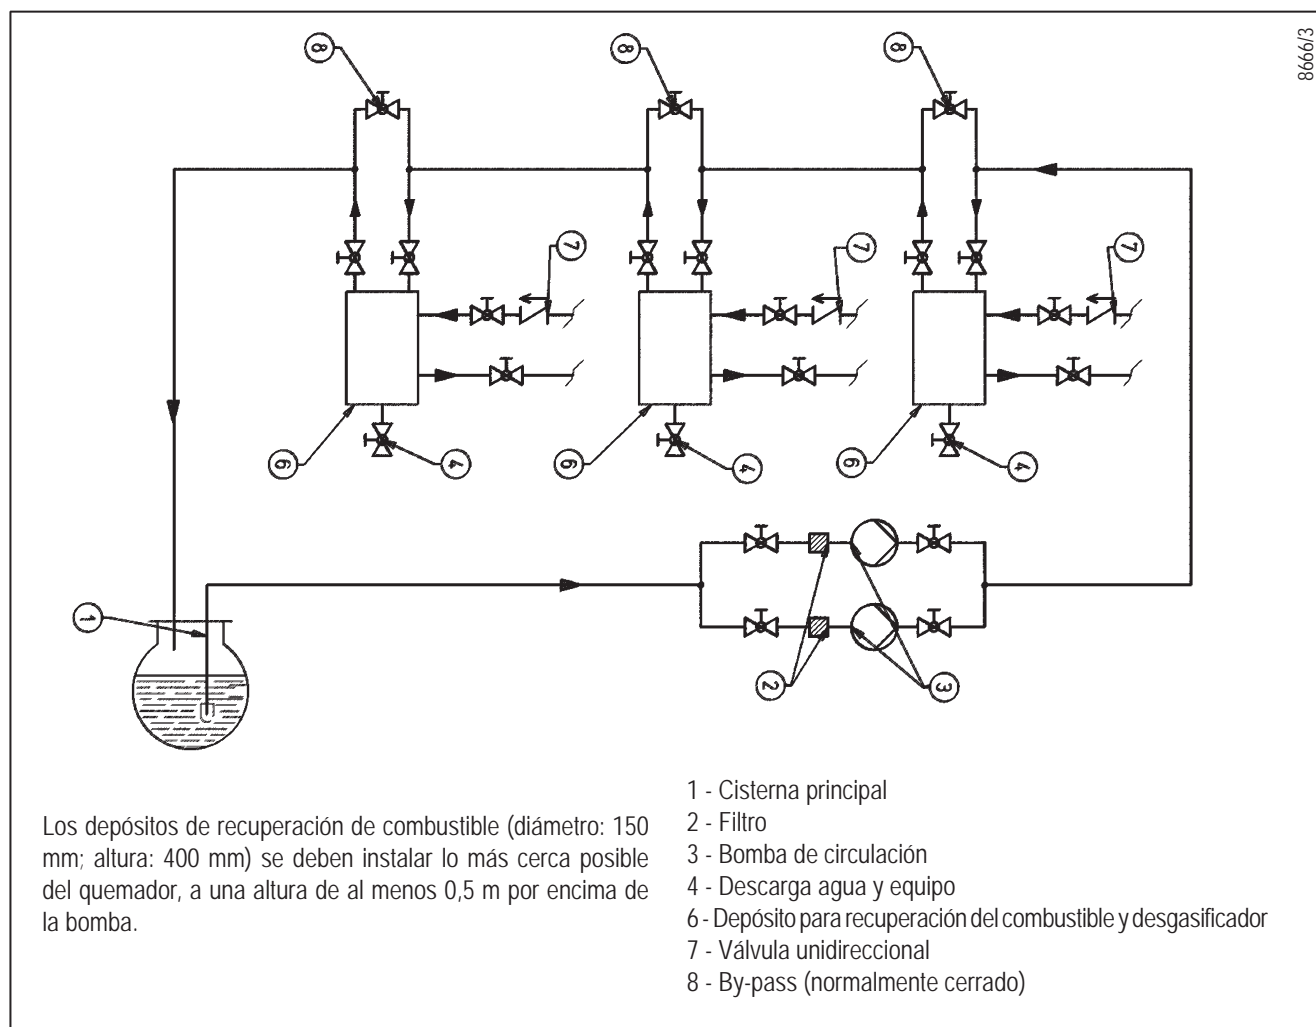 8666/3
8
8
8
7
7
7
6
4
6
4
6
4
1
2
3
Los depósitos de recuperación de combustible (diámetro: 150
mm; altura: 400 mm) se deben instalar lo más cerca posible
del quemador, a una altura de al menos 0,5 m por encima de
la bomba.
1 - Cisterna principal
2 - Filtro
3 - Bomba de circulación
4 - Descarga agua y equipo
6 - Depósito para recuperación del combustible y desgasificador
7 - Válvula unidireccional
8 - By-pass (normalmente cerrado)